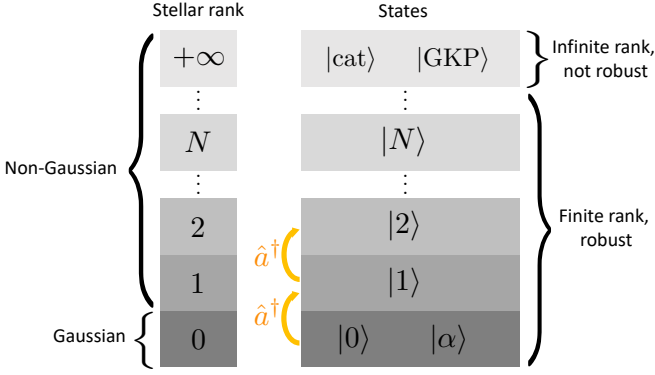 Stellar rank States
+∞ |cat⟩ |GKP⟩ Infinite rank,
not robust
⋮ ⋮
N |N⟩
Non-Gaussian
⋮ ⋮
2 |2⟩ Finite rank,
robust
â†
1 |1⟩
â†
Gaussian 0 |0⟩ |α⟩